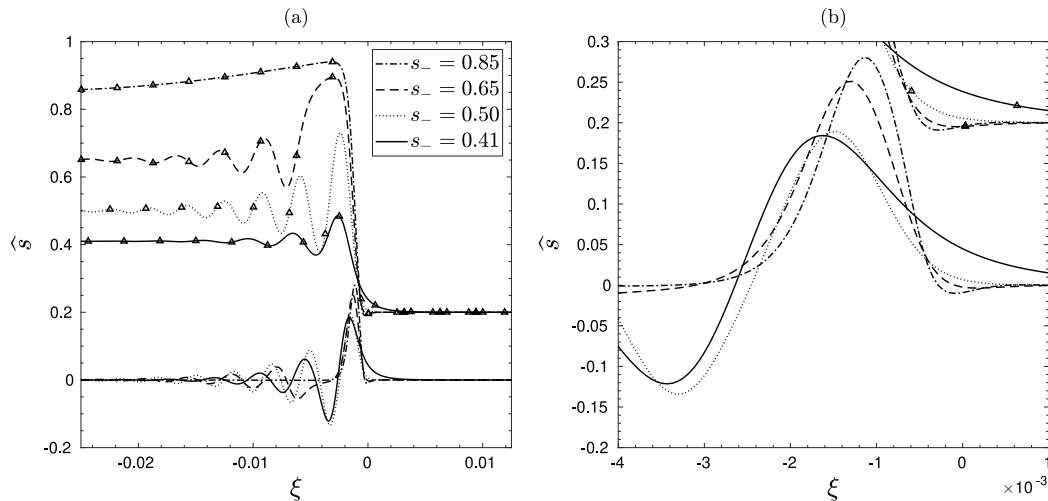 (a)
(b)
1
0.8
0.6
0.4
0.2
0
-0.2
ŝ
-0.02
-0.01
0
0.01
ξ
s₋ = 0.85
s₋ = 0.65
s₋ = 0.50
s₋ = 0.41
0.3
0.25
0.2
0.15
0.1
0.05
0
-0.05
-0.1
-0.15
-0.2
ŝ
-4
-3
-2
-1
0
1
×10⁻³
ξ